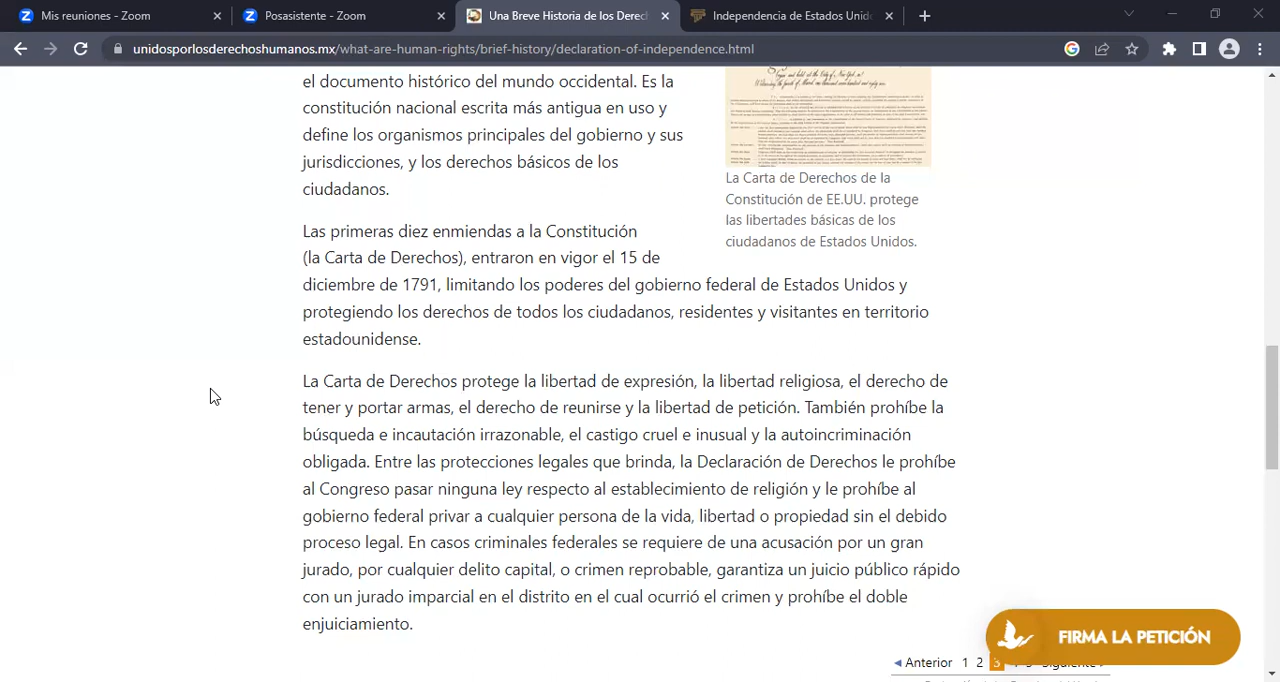 Mis reuniones - Zoom
Posasistente - Zoom
Una Breve Historia de los Derech
Independencia de Estados Unid
unidosporlosderechoshumanos.mx/what-are-human-rights/brief-history/declaration-of-independence.html
el documento histórico del mundo occidental. Es la
constitución nacional escrita más antigua en uso y
define los organismos principales del gobierno y sus
jurisdicciones, y los derechos básicos de los
ciudadanos.
La Carta de Derechos de la
Constitución de EE.UU. protege
las libertades básicas de los
ciudadanos de Estados Unidos.
Las primeras diez enmiendas a la Constitución
(la Carta de Derechos), entraron en vigor el 15 de
diciembre de 1791, limitando los poderes del gobierno federal de Estados Unidos y
protegiendo los derechos de todos los ciudadanos, residentes y visitantes en territorio
estadounidense.
La Carta de Derechos protege la libertad de expresión, la libertad religiosa, el derecho de
tener y portar armas, el derecho de reunirse y la libertad de petición. También prohíbe la
búsqueda e incautación irrazonable, el castigo cruel e inusual y la autoincriminación
obligada. Entre las protecciones legales que brinda, la Declaración de Derechos le prohíbe
al Congreso pasar ninguna ley respecto al establecimiento de religión y le prohíbe al
gobierno federal privar a cualquier persona de la vida, libertad o propiedad sin el debido
proceso legal. En casos criminales federales se requiere de una acusación por un gran
jurado, por cualquier delito capital, o crimen reprobable, garantiza un juicio público rápido
con un jurado imparcial en el distrito en el cual ocurrió el crimen y prohíbe el doble
enjuiciamiento.
FIRMA LA PETICIÓN
Anterior 1 2 3